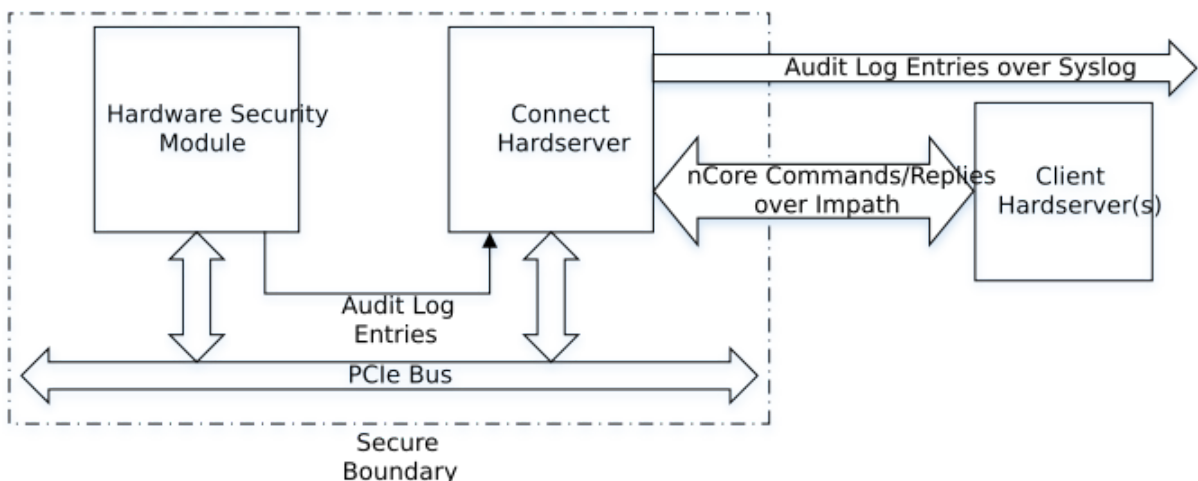 Hardware Security
Module
Connect
Hardserver
Audit Log Entries over Syslog
nCore Commands/Replies
over Impath
Client
Hardserver(s)
Audit Log
Entries
PCIe Bus
Secure
Boundary